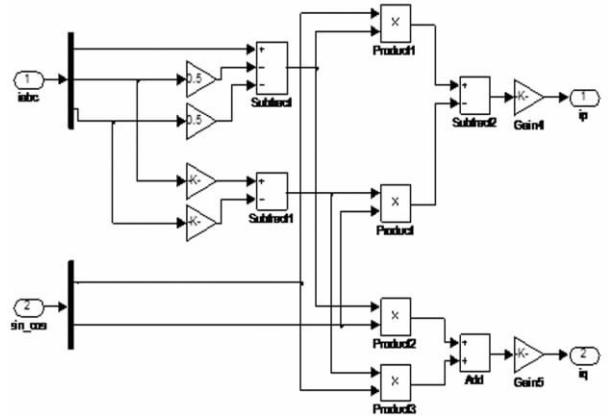 X
Product1
1
iabc
0.5
+
−
−
Subtract
0.5
+
−
Subtract2
-K-
Gain4
1
ip
-K-
+
−
Subtract1
-K-
X
Product
2
sin_cos
X
Product2
+
+
Add
-K-
Gain5
2
iq
X
Product3